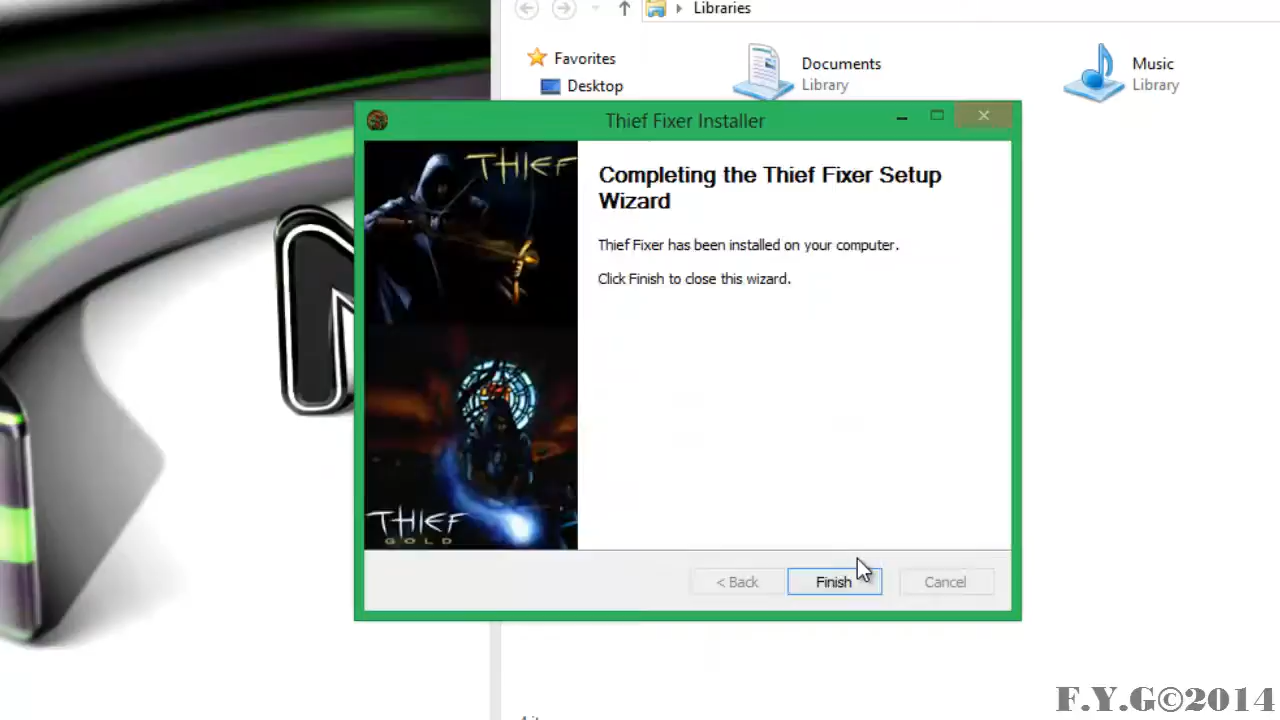 Libraries
Favorites
Desktop
Documents
Library
Music
Library
Thief Fixer Installer
THIEF
Completing the Thief Fixer Setup
Wizard
Thief Fixer has been installed on your computer.
Click Finish to close this wizard.
THIEF
GOLD
< Back
Finish
Cancel
F.Y.G©2014